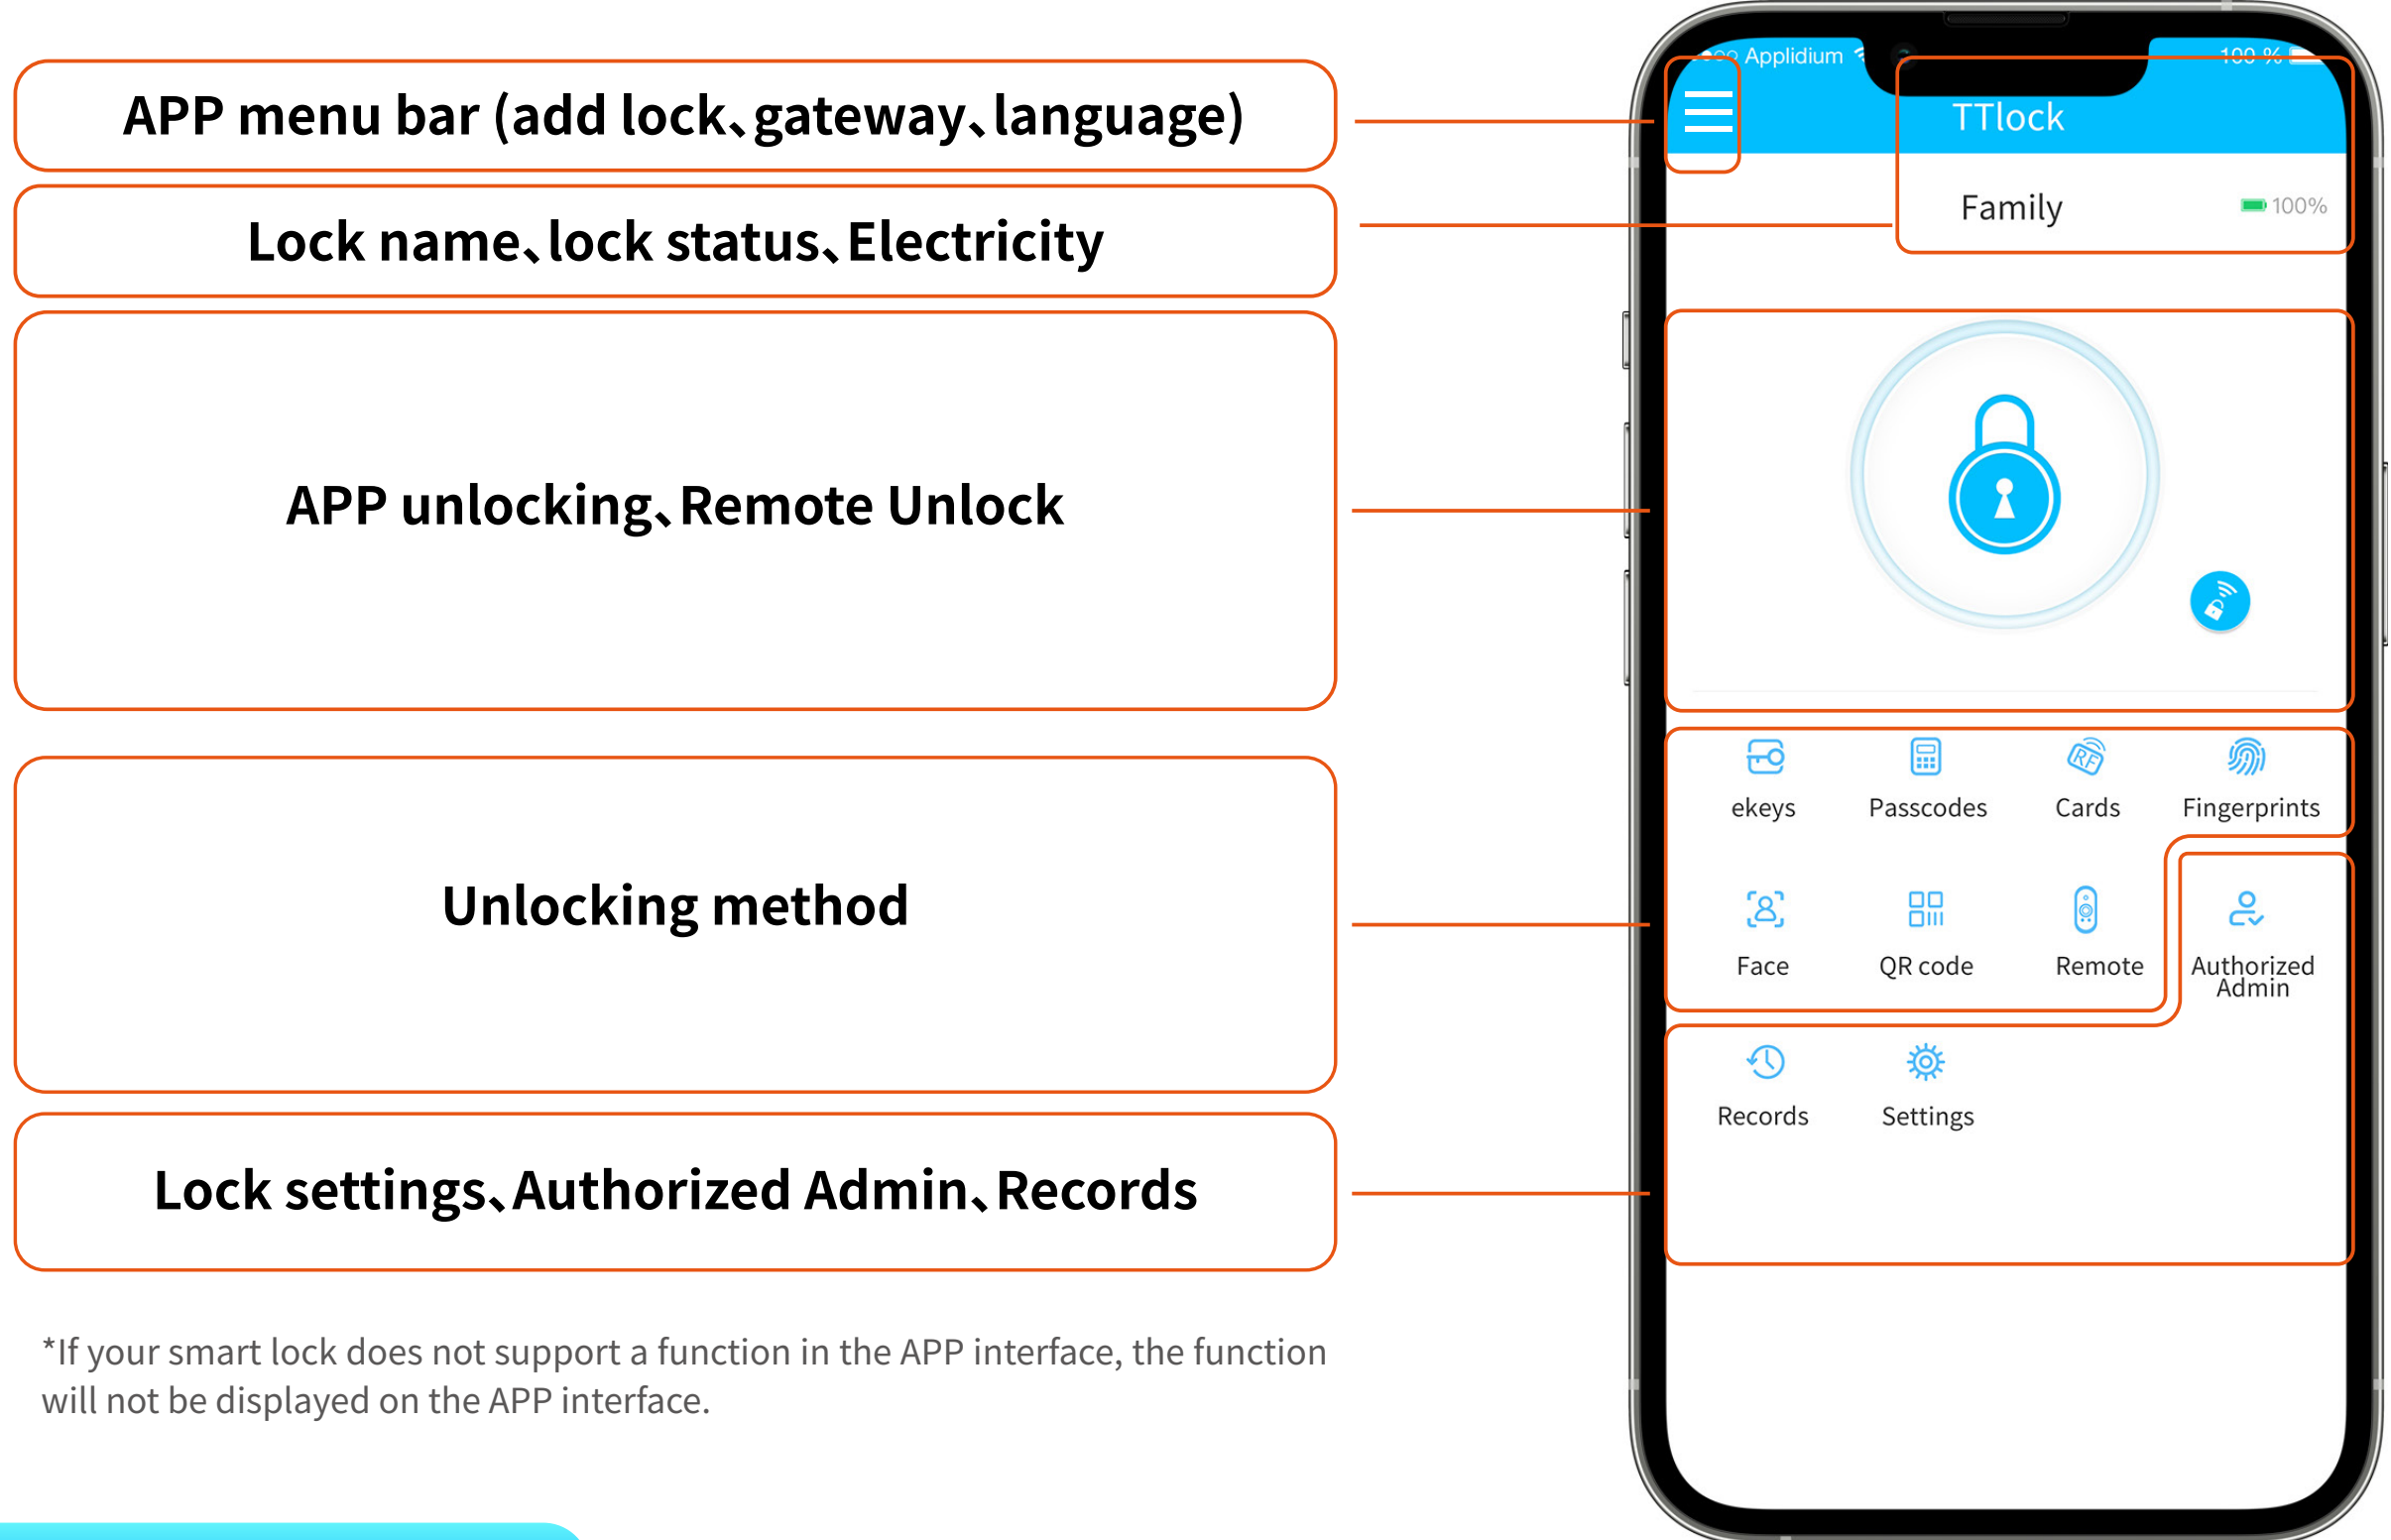 APP menu bar (add lock、gateway、language)
Lock name、lock status、Electricity
APP unlocking、Remote Unlock
Unlocking method
Lock settings、Authorized Admin、Records
*If your smart lock does not support a function in the APP interface, the function
will not be displayed on the APP interface.
Applidium 100 %
TTlock
Family 100%
ekeys Passcodes Cards Fingerprints
RF
Face QR code Remote Authorized
Admin
Records Settings